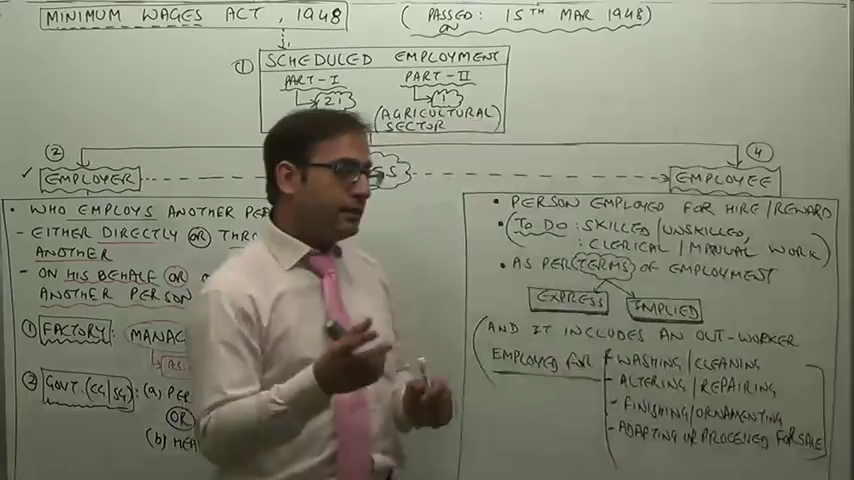 MINIMUM WAGES ACT, 1948
(PASSED: 15TH MAR 1948)
ON
① SCHEDULED EMPLOYMENT
PART-I PART-II
21 1
(AGRICULTURAL SECTOR)
② ④
✓ EMPLOYER EMPLOYEE
• WHO EMPLOYS ANOTHER
- EITHER DIRECTLY OR
ANOTHER
- ON HIS BEHALF OR
ANOTHER PERSON
① FACTORY:
② GOVT. (CG/SG): (a)
OR
(b)
• PERSON EMPLOYED FOR HIRE/REWARD
• (TO DO: SKILLED/UNSKILLED,
: CLERICAL/MANUAL WORK)
• AS PER TERMS OF EMPLOYMENT
EXPRESS IMPLIED
(AND IT INCLUDES AN OUT-WORKER
EMPLOYED FOR - WASHING/CLEANING
- ALTERING/REPAIRING
- FINISHING/ORNAMENTING
- ADAPTING OR PROCESSED FOR SALE